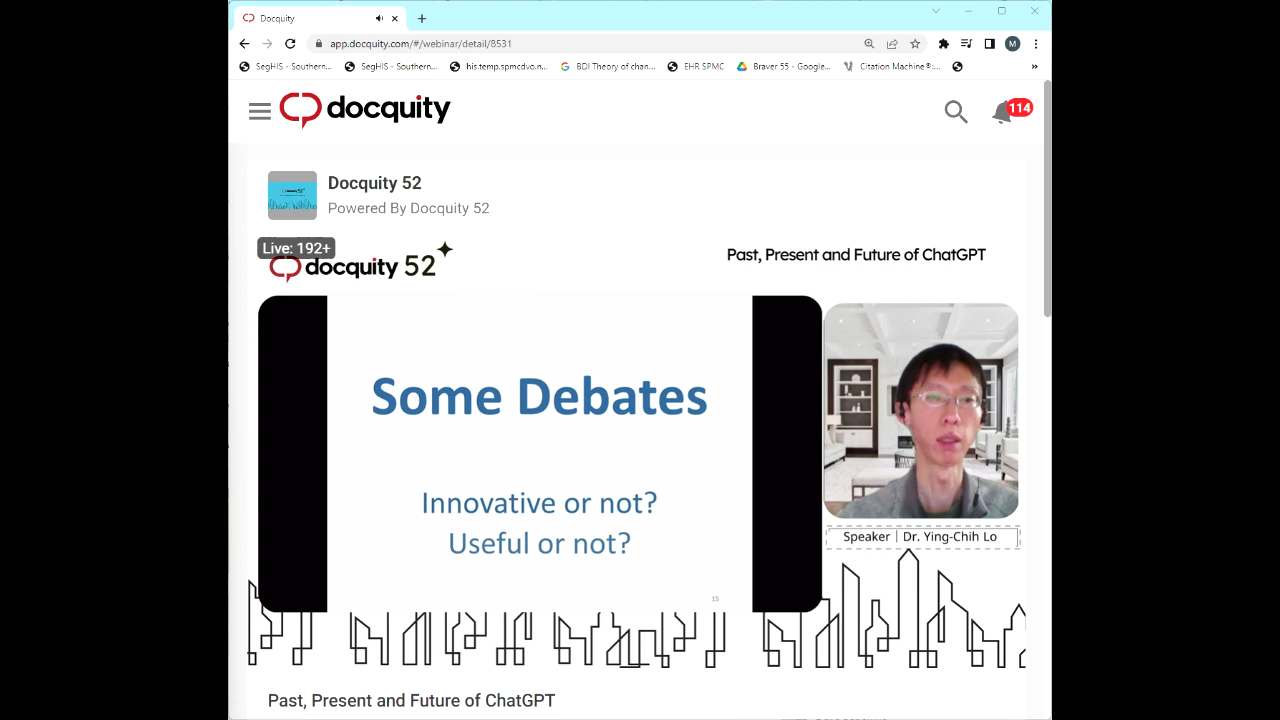 Docquity
app.docquity.com/#/webinar/detail/8531
M
SegHIS - Southern...
SegHIS - Southern...
his.temp.spmcdvo.n...
BDI Theory of chan...
EHR SPMC
Braver 55 - Google...
Citation Machine®:...
»
docquity
114
Docquity 52
Powered By Docquity 52
Live: 192+
docquity 52
Past, Present and Future of ChatGPT
Some Debates
Innovative or not?
Useful or not?
15
Speaker | Dr. Ying-Chih Lo
Past, Present and Future of ChatGPT